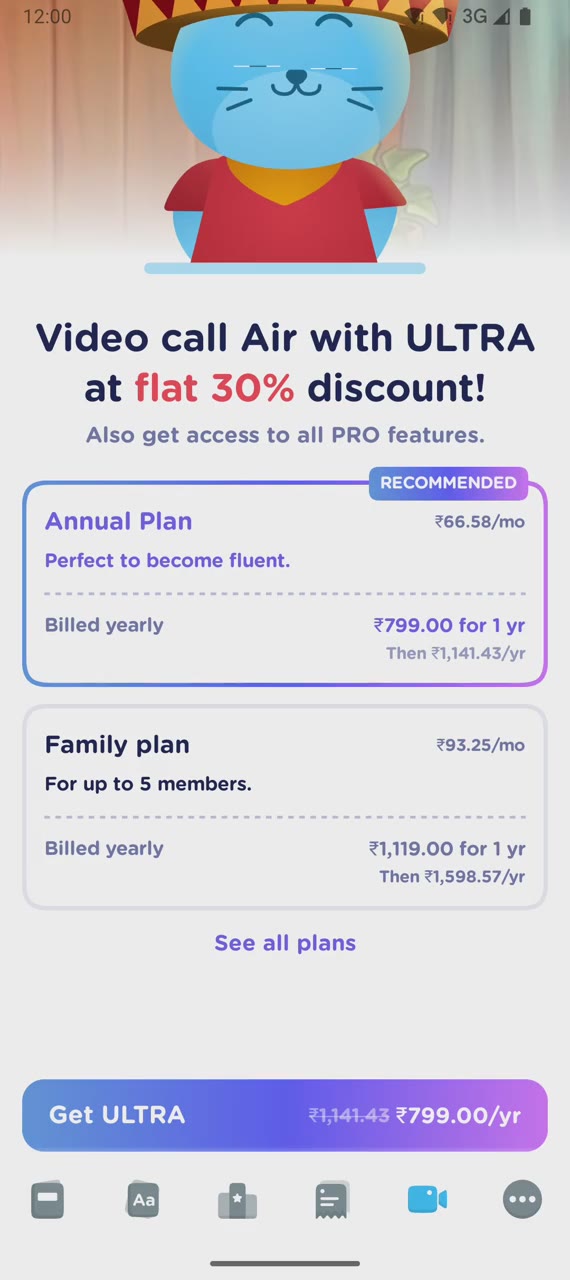 12:00
3G
Video call Air with ULTRA
at flat 30% discount!
Also get access to all PRO features.
RECOMMENDED
Annual Plan ₹66.58/mo
Perfect to become fluent.
Billed yearly ₹799.00 for 1 yr
Then ₹1,141.43/yr
Family plan ₹93.25/mo
For up to 5 members.
Billed yearly ₹1,119.00 for 1 yr
Then ₹1,598.57/yr
See all plans
Get ULTRA ₹1,141.43 ₹799.00/yr
Aa